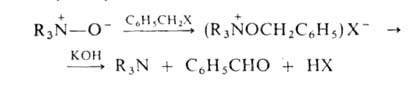 R₃N⁺—O⁻ —C₆H₅CH₂X→ (R₃N⁺OCH₂C₆H₅)X⁻ →
—KOH→ R₃N + C₆H₅CHO + HX